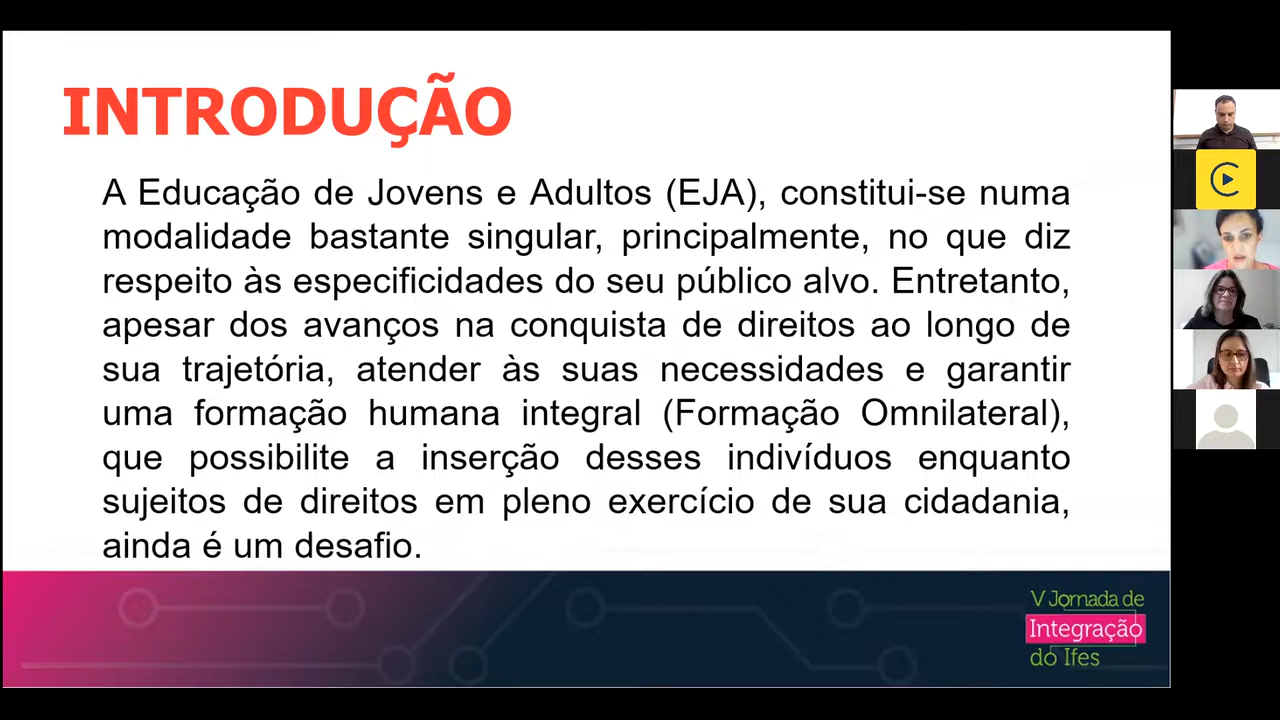 INTRODUÇÃO
A Educação de Jovens e Adultos (EJA), constitui-se numa
modalidade bastante singular, principalmente, no que diz
respeito às especificidades do seu público alvo. Entretanto,
apesar dos avanços na conquista de direitos ao longo de
sua trajetória, atender às suas necessidades e garantir
uma formação humana integral (Formação Omnilateral),
que possibilite a inserção desses indivíduos enquanto
sujeitos de direitos em pleno exercício de sua cidadania,
ainda é um desafio.
V Jornada de
Integração
do Ifes